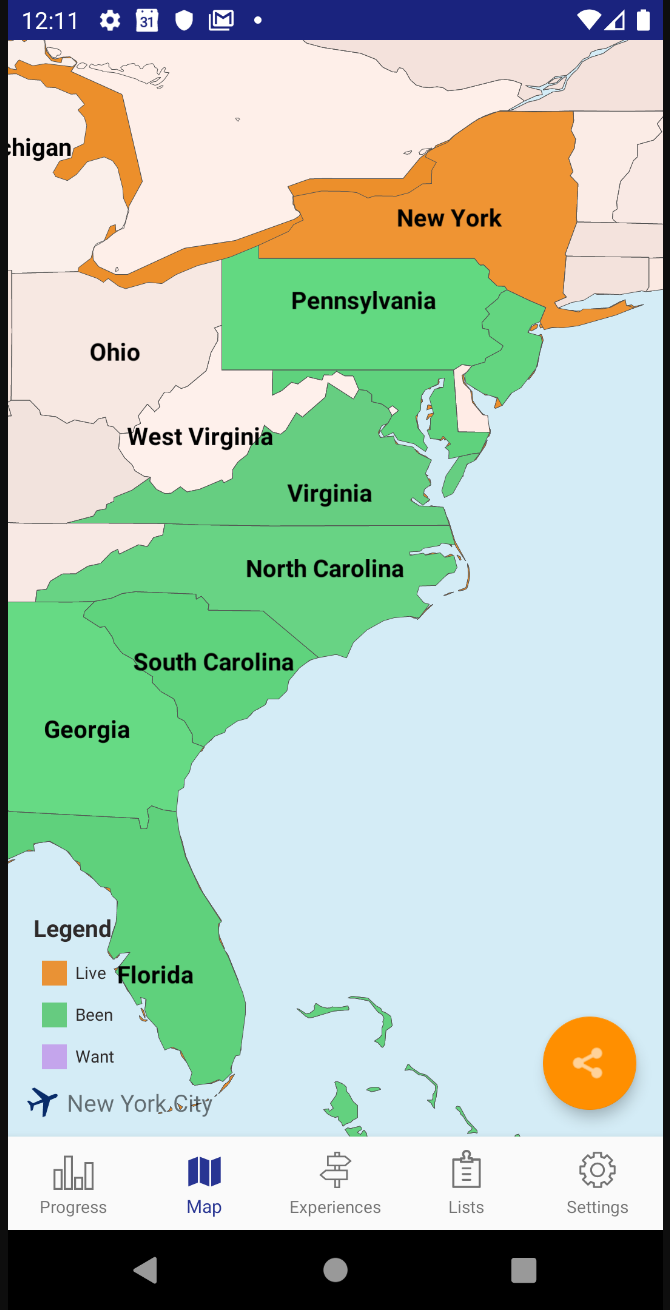 12:11
31
chigan
New York
Pennsylvania
Ohio
West Virginia
Virginia
North Carolina
South Carolina
Georgia
Legend
Live
Florida
Been
Want
New York City
Progress
Map
Experiences
Lists
Settings